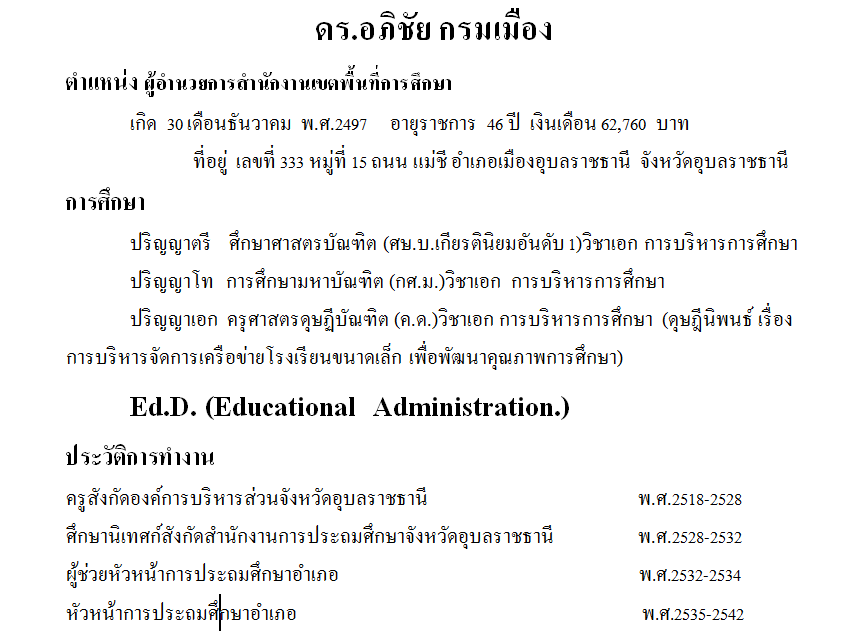 ดร.อภิชัย กรมเมือง
ตำแหน่ง ผู้อำนวยการสำนักงานเขตพื้นที่การศึกษา
เกิด 30 เดือนธันวาคม พ.ศ.2497 อายุราชการ 46 ปี เงินเดือน 62,760 บาท
ที่อยู่ เลขที่ 333 หมู่ที่ 15 ถนน แม่ชี อำเภอเมืองอุบลราชธานี จังหวัดอุบลราชธานี
การศึกษา
ปริญญาตรี ศึกษาศาสตรบัณฑิต (ศษ.บ.เกียรตินิยมอันดับ 1)วิชาเอก การบริหารการศึกษา
ปริญญาโท การศึกษามหาบัณฑิต (กศ.ม.)วิชาเอก การบริหารการศึกษา
ปริญญาเอก ครุศาสตรดุษฏีบัณฑิต (ค.ด.)วิชาเอก การบริหารการศึกษา (ดุษฎีนิพนธ์ เรื่อง
การบริหารจัดการเครือข่ายโรงเรียนขนาดเล็ก เพื่อพัฒนาคุณภาพการศึกษา)
Ed.D. (Educational Administration.)
ประวัติการทำงาน
ครูสังกัดองค์การบริหารส่วนจังหวัดอุบลราชธานี พ.ศ.2518-2528
ศึกษานิเทศก์สังกัดสำนักงานการประถมศึกษาจังหวัดอุบลราชธานี พ.ศ.2528-2532
ผู้ช่วยหัวหน้าการประถมศึกษาอำเภอ พ.ศ.2532-2534
หัวหน้าการประถมศึกษาอำเภอ พ.ศ.2535-2542